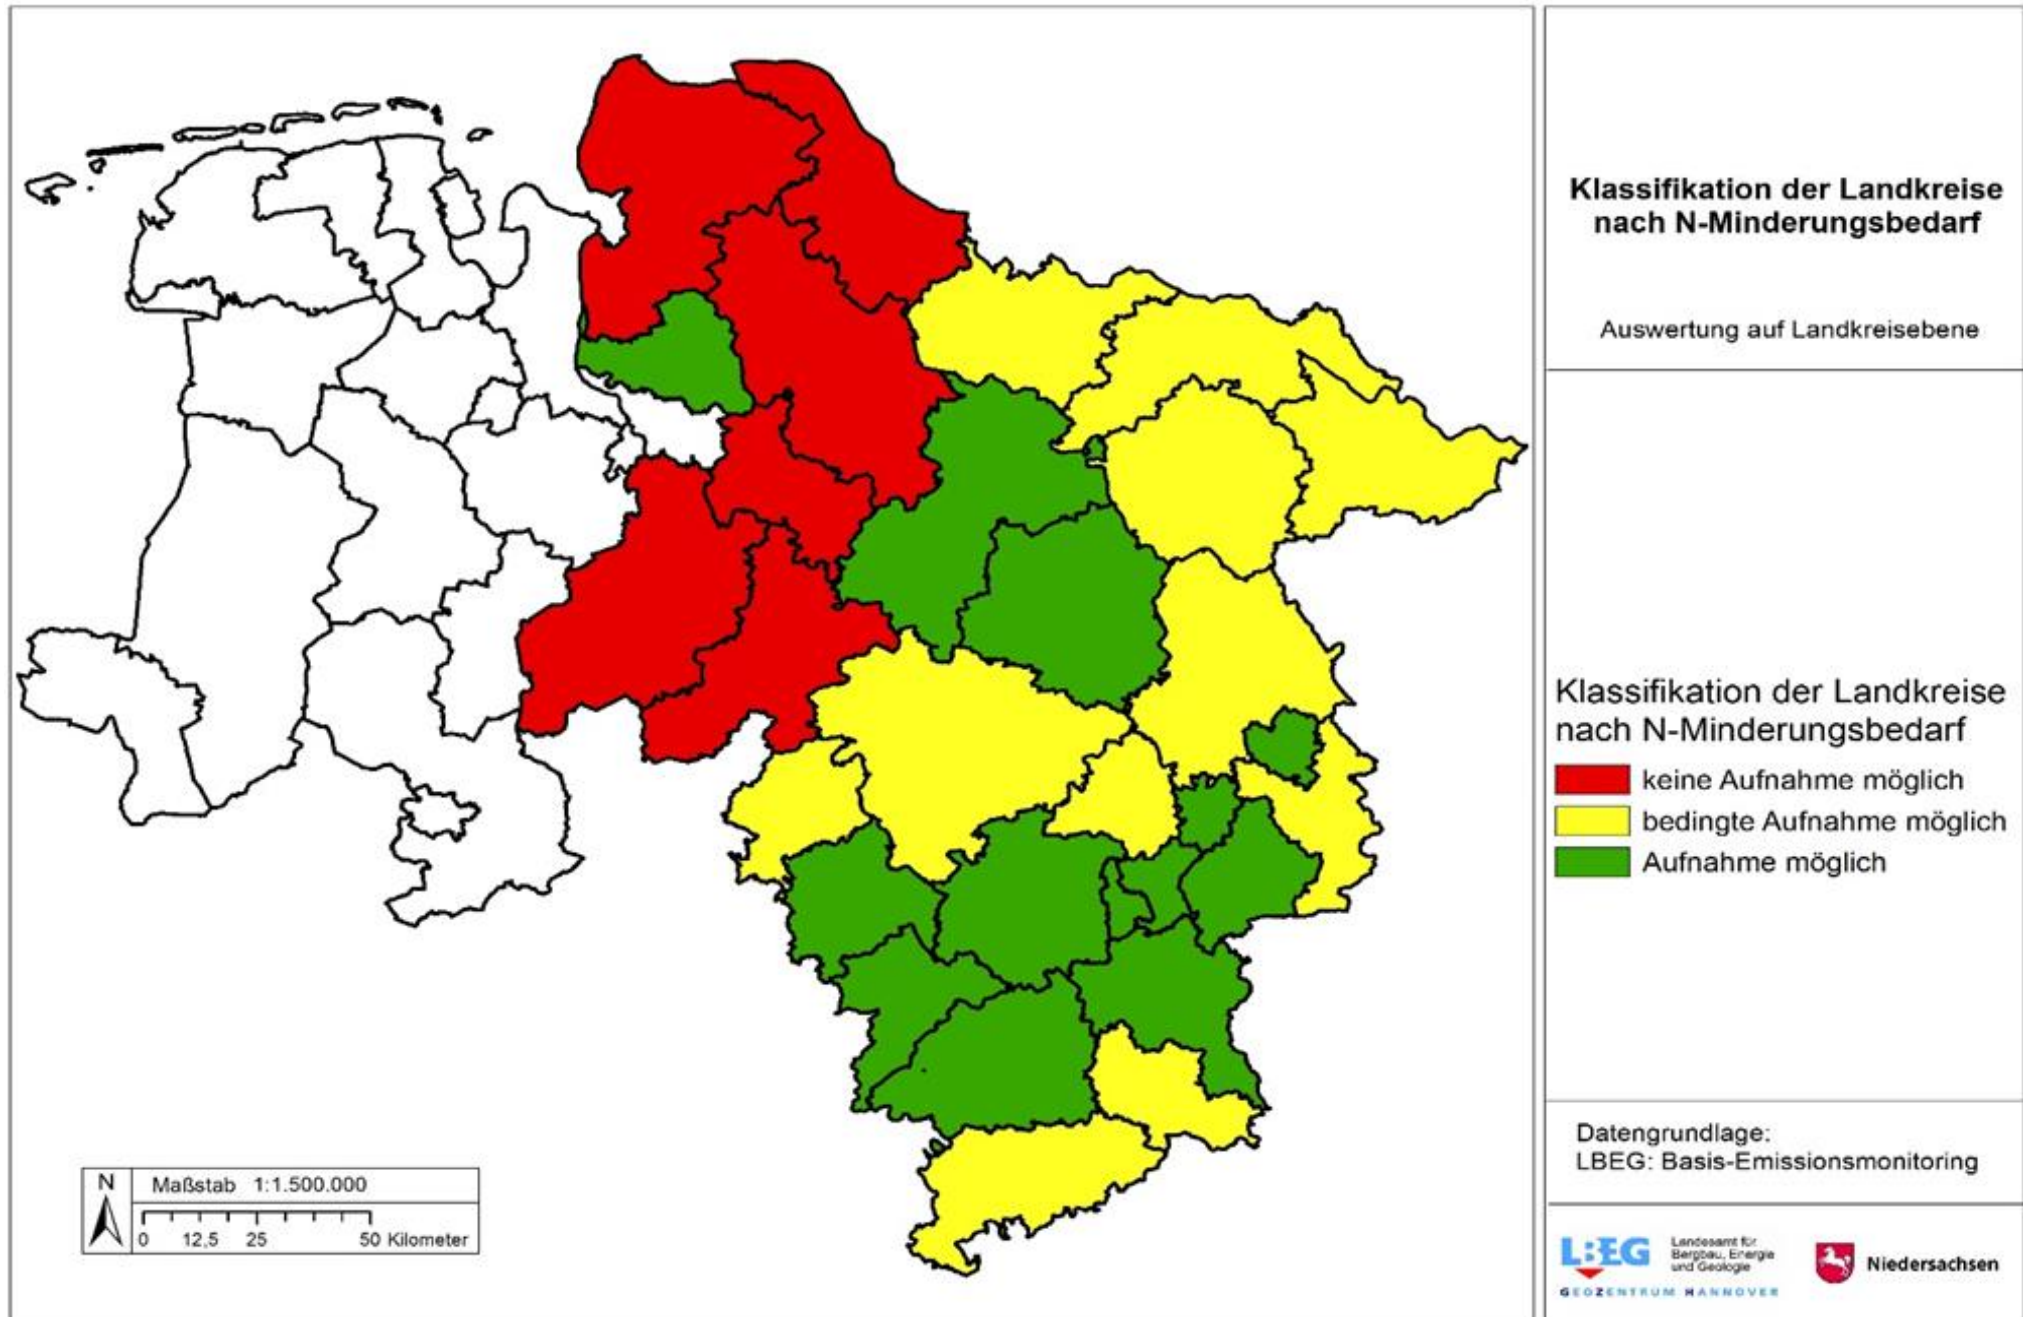 Klassifikation der Landkreise
nach N-Minderungsbedarf
Auswertung auf Landkreisebene
Klassifikation der Landkreise
nach N-Minderungsbedarf
keine Aufnahme möglich
bedingte Aufnahme möglich
Aufnahme möglich
Datengrundlage:
LBEG: Basis-Emissionsmonitoring
N
Maßstab 1:1.500.000
0 12,5 25 50 Kilometer
LBEG
Landesamt für
Bergbau, Energie
und Geologie
GEOZENTRUM HANNOVER
Niedersachsen